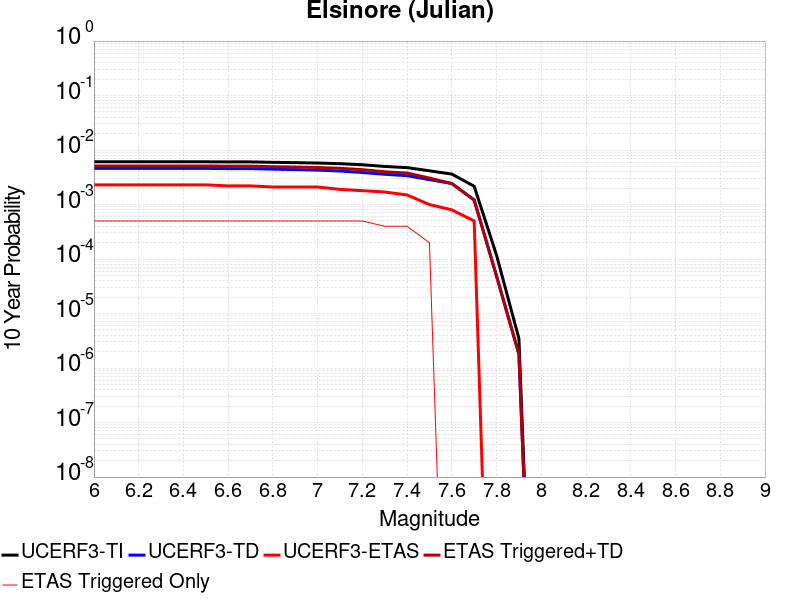 Elsinore (Julian)
10^0
10^-1
10^-2
10^-3
10^-4
10^-5
10^-6
10^-7
10^-8
10 Year Probability
6 6.2 6.4 6.6 6.8 7 7.2 7.4 7.6 7.8 8 8.2 8.4 8.6 8.8 9
Magnitude
UCERF3-TI UCERF3-TD UCERF3-ETAS ETAS Triggered+TD
ETAS Triggered Only